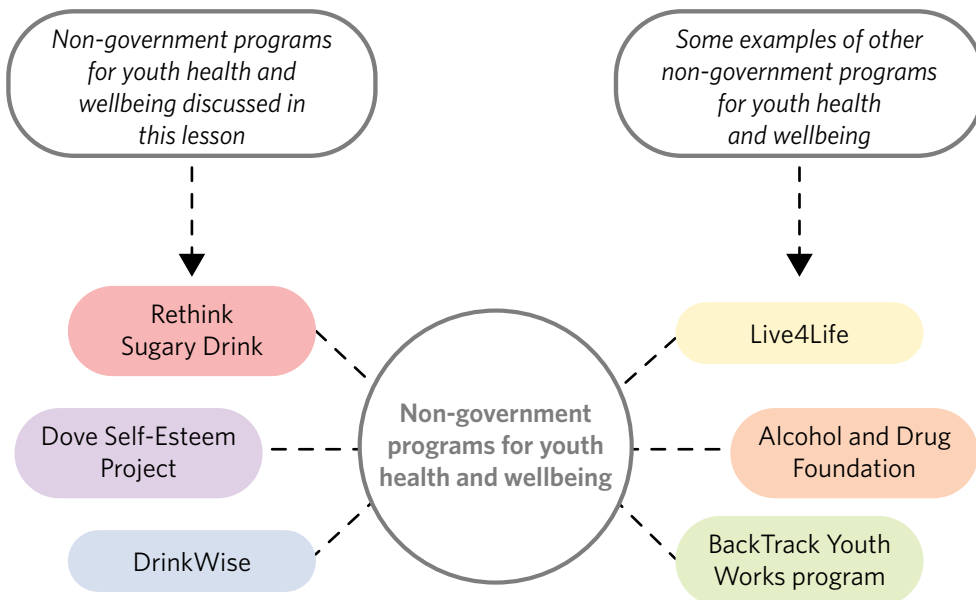 Non-government programs
for youth health and
wellbeing discussed in
this lesson
Some examples of other
non-government programs
for youth health
and wellbeing
Rethink
Sugary Drink
Dove Self-Esteem
Project
DrinkWise
Non-government
programs for youth
health and wellbeing
Live4Life
Alcohol and Drug
Foundation
BackTrack Youth
Works program